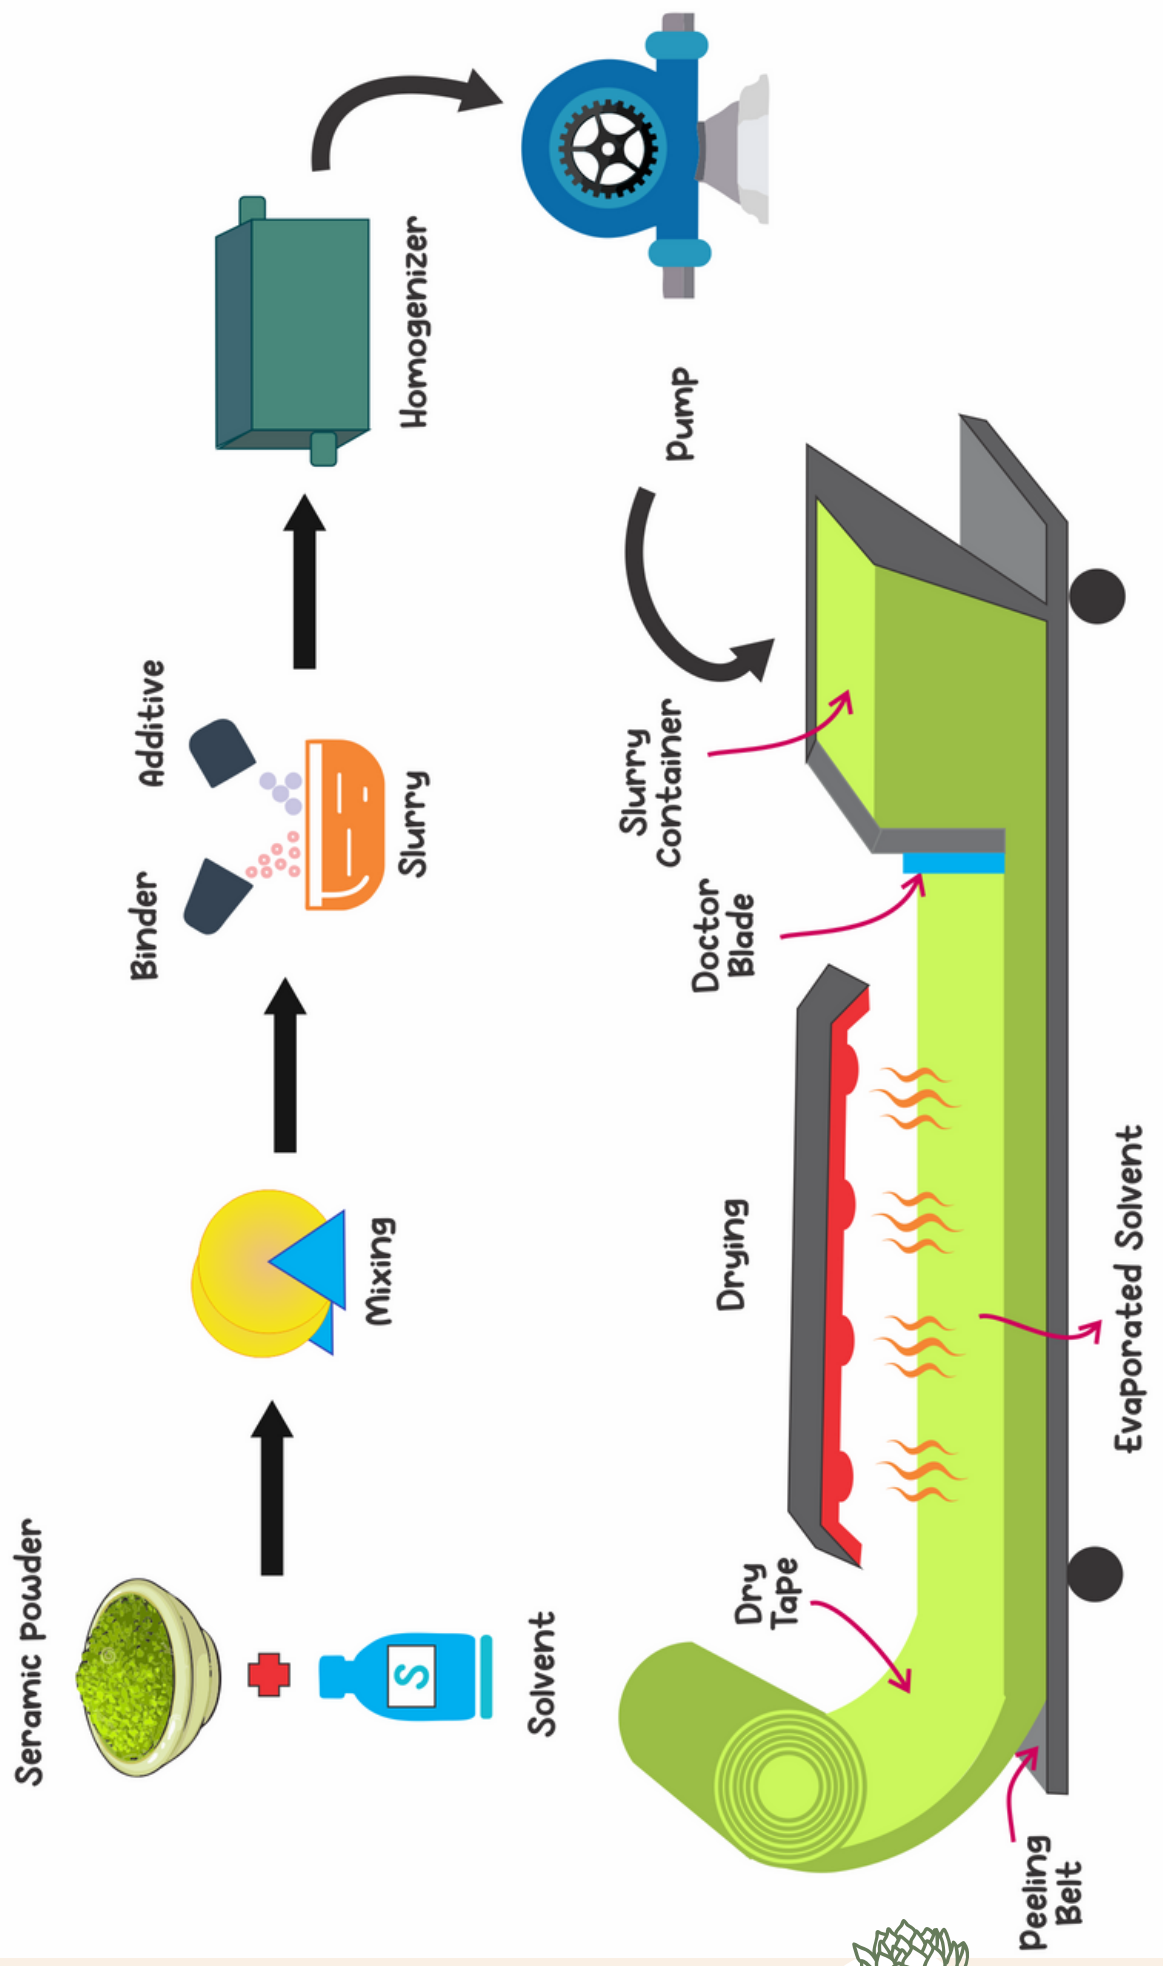 Seramic powder
S
Solvent
Mixing
Binder
Additive
Slurry
Homogenizer
pump
Slurry
Container
Doctor
Blade
Drying
Evaporated Solvent
Dry
Tape
peeling
Belt